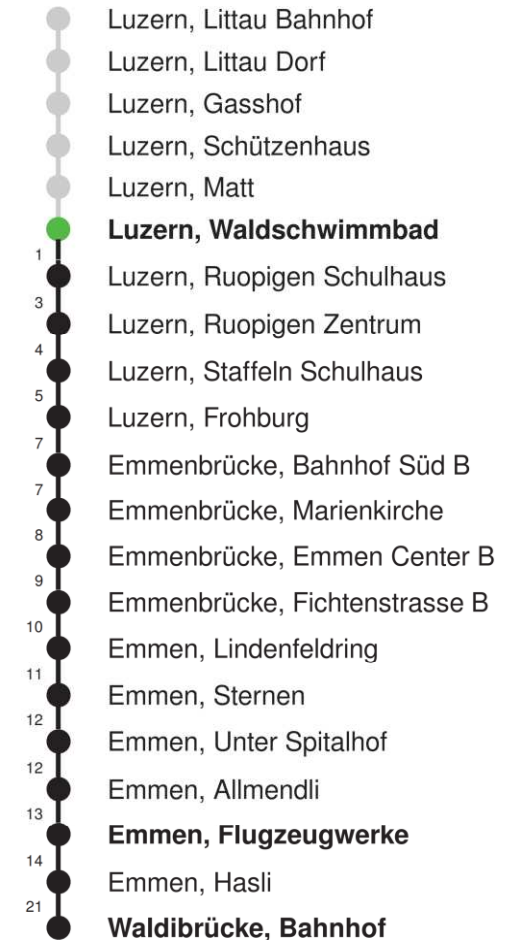 Luzern, Littau Bahnhof
Luzern, Littau Dorf
Luzern, Gasshof
Luzern, Schützenhaus
Luzern, Matt
Luzern, Waldschwimmbad
1
Luzern, Ruopigen Schulhaus
3
Luzern, Ruopigen Zentrum
4
Luzern, Staffeln Schulhaus
5
Luzern, Frohburg
7
Emmenbrücke, Bahnhof Süd B
7
Emmenbrücke, Marienkirche
8
Emmenbrücke, Emmen Center B
9
Emmenbrücke, Fichtenstrasse B
10
Emmen, Lindenfeldring
11
Emmen, Sternen
12
Emmen, Unter Spitalhof
12
Emmen, Allmendli
13
Emmen, Flugzeugwerke
14
Emmen, Hasli
21
Waldibrücke, Bahnhof